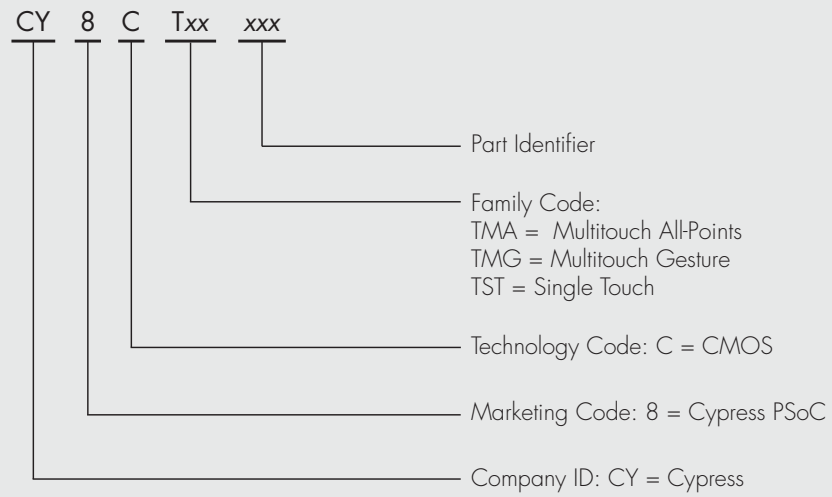 CY 8 C Txx xxx
Part Identifier
Family Code:
TMA = Multitouch All-Points
TMG = Multitouch Gesture
TST = Single Touch
Technology Code: C = CMOS
Marketing Code: 8 = Cypress PSoC
Company ID: CY = Cypress